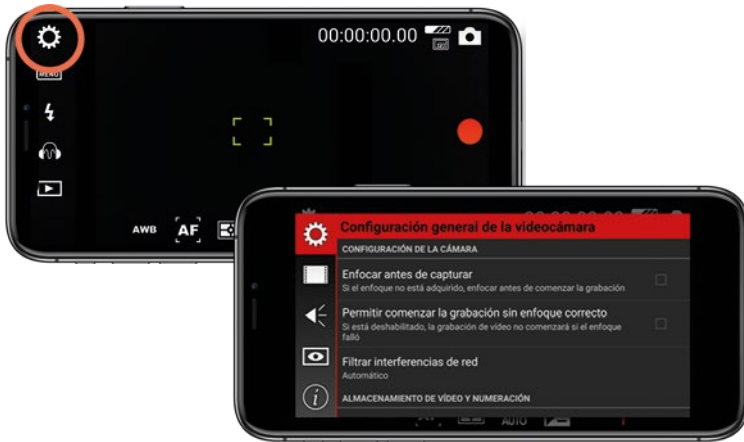 00:00:00.00
MENU
AWB AF
Configuración general de la videocámara
CONFIGURACIÓN DE LA CÁMARA
Enfocar antes de capturar
Si el enfoque no está adquirido, enfocar antes de comenzar la grabación
Permitir comenzar la grabación sin enfoque correcto
Si está deshabilitado, la grabación de vídeo no comenzará si el enfoque
falló
Filtrar interferencias de red
Automático
ALMACENAMIENTO DE VÍDEO Y NUMERACIÓN
AUTO